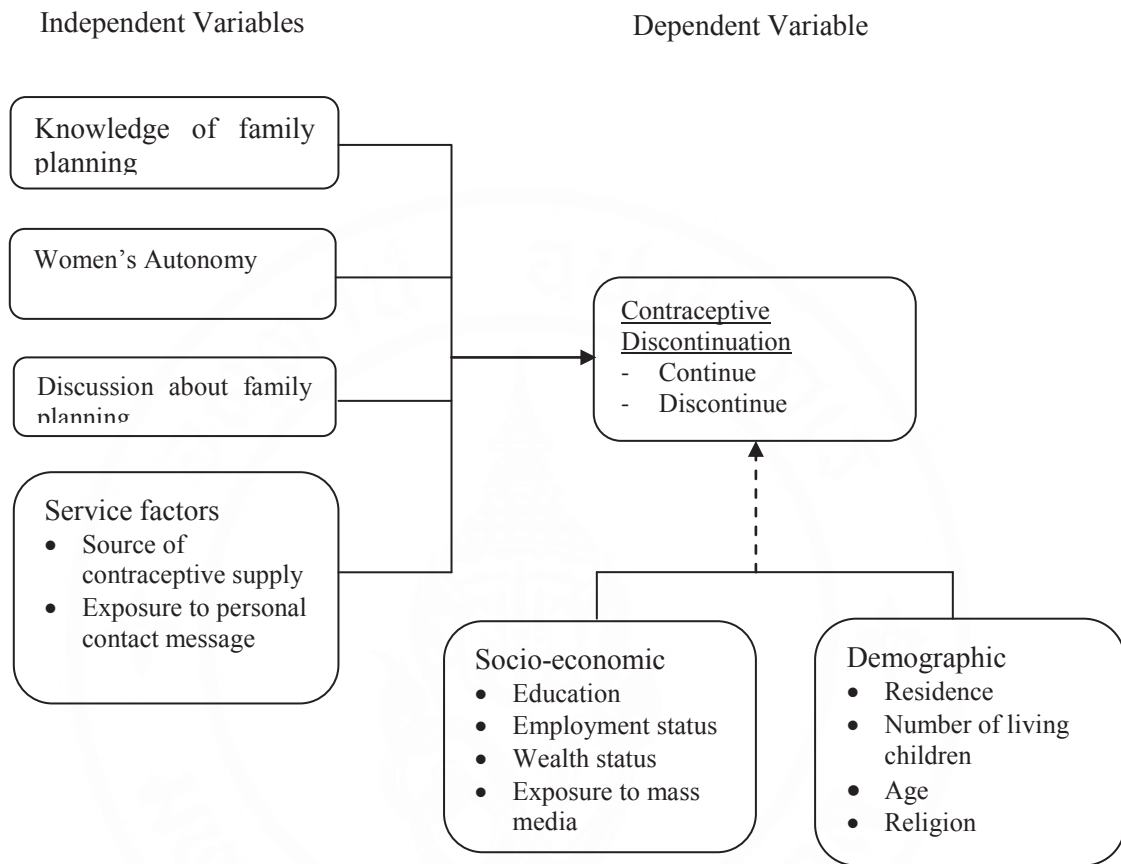 Independent Variables
Dependent Variable
Knowledge of family
planning
Women's Autonomy
Discussion about family
planning
Service factors
• Source of
contraceptive supply
• Exposure to personal
contact message
Contraceptive
Discontinuation
- Continue
- Discontinue
Socio-economic
• Education
• Employment status
• Wealth status
• Exposure to mass
media
Demographic
• Residence
• Number of living
children
• Age
• Religion